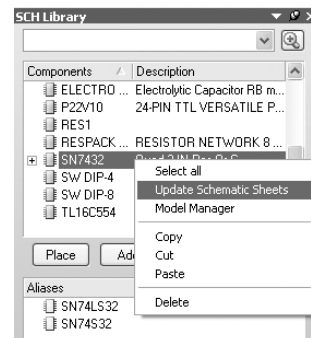 SCH Library
Components / Description
ELECTRO ... Electrolytic Capacitor RB m...
P22V10 24-PIN TTL VERSATILE P...
RES1
RESPACK ... RESISTOR NETWORK 8 ...
SN7432
SW DIP-4
SW DIP-8
TL16C554
Select all
Update Schematic Sheets
Model Manager
Copy
Cut
Paste
Delete
Place
Aliases
SN74LS32
SN74S32